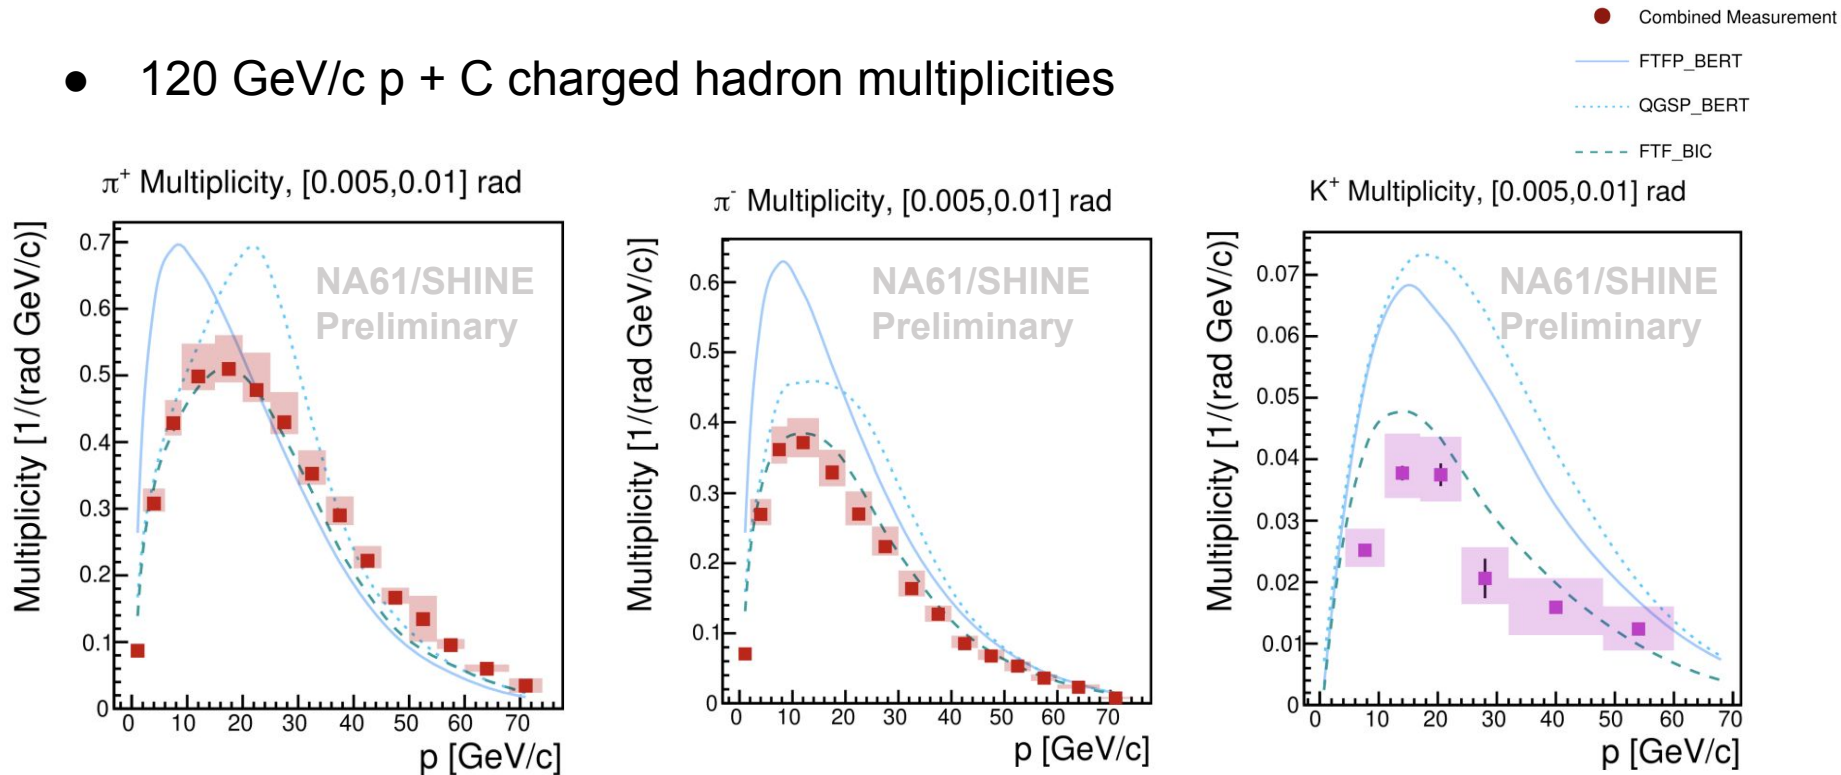 ● 120 GeV/c p + C charged hadron multiplicities
Combined Measurement
FTFP_BERT
QGSP_BERT
FTF_BIC
π⁺ Multiplicity, [0.005,0.01] rad
Multiplicity [1/(rad GeV/c)]
0.7
0.6
0.5
0.4
0.3
0.2
0.1
0
NA61/SHINE
Preliminary
0 10 20 30 40 50 60 70
p [GeV/c]
π⁻ Multiplicity, [0.005,0.01] rad
Multiplicity [1/(rad GeV/c)]
0.6
0.5
0.4
0.3
0.2
0.1
0
NA61/SHINE
Preliminary
0 10 20 30 40 50 60 70
p [GeV/c]
K⁺ Multiplicity, [0.005,0.01] rad
Multiplicity [1/(rad GeV/c)]
0.07
0.06
0.05
0.04
0.03
0.02
0.01
0
NA61/SHINE
Preliminary
0 10 20 30 40 50 60 70
p [GeV/c]